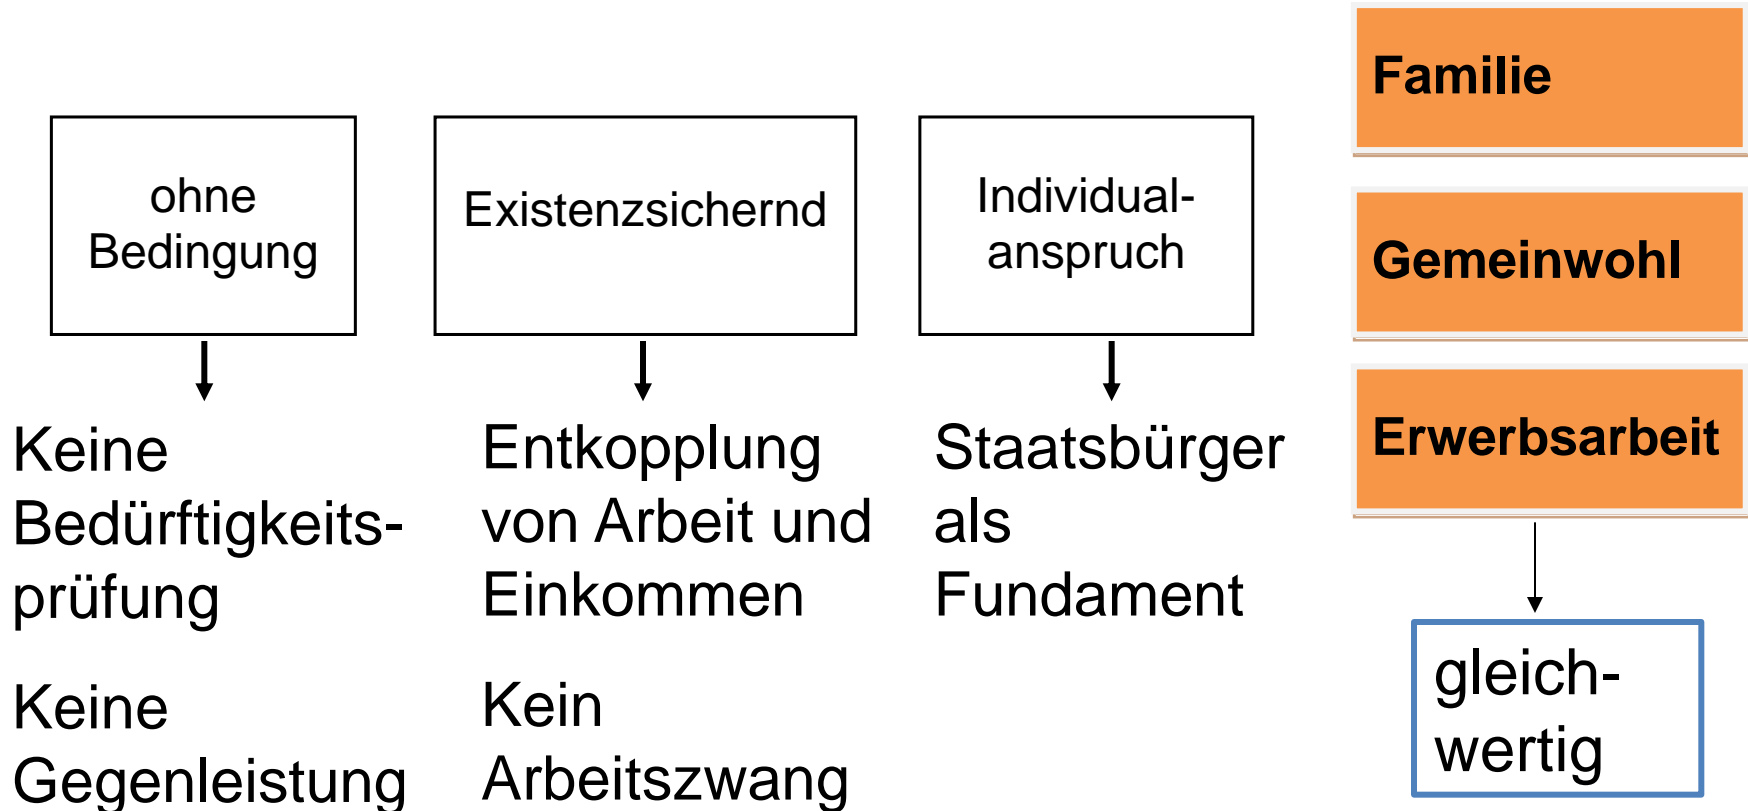 ohne
Bedingung
Keine
Bedürftigkeits-
prüfung
Keine
Gegenleistung
Existenzsichernd
Entkopplung
von Arbeit und
Einkommen
Kein
Arbeitszwang
Individual-
anspruch
Staatsbürger
als
Fundament
Familie
Gemeinwohl
Erwerbsarbeit
gleich-
wertig